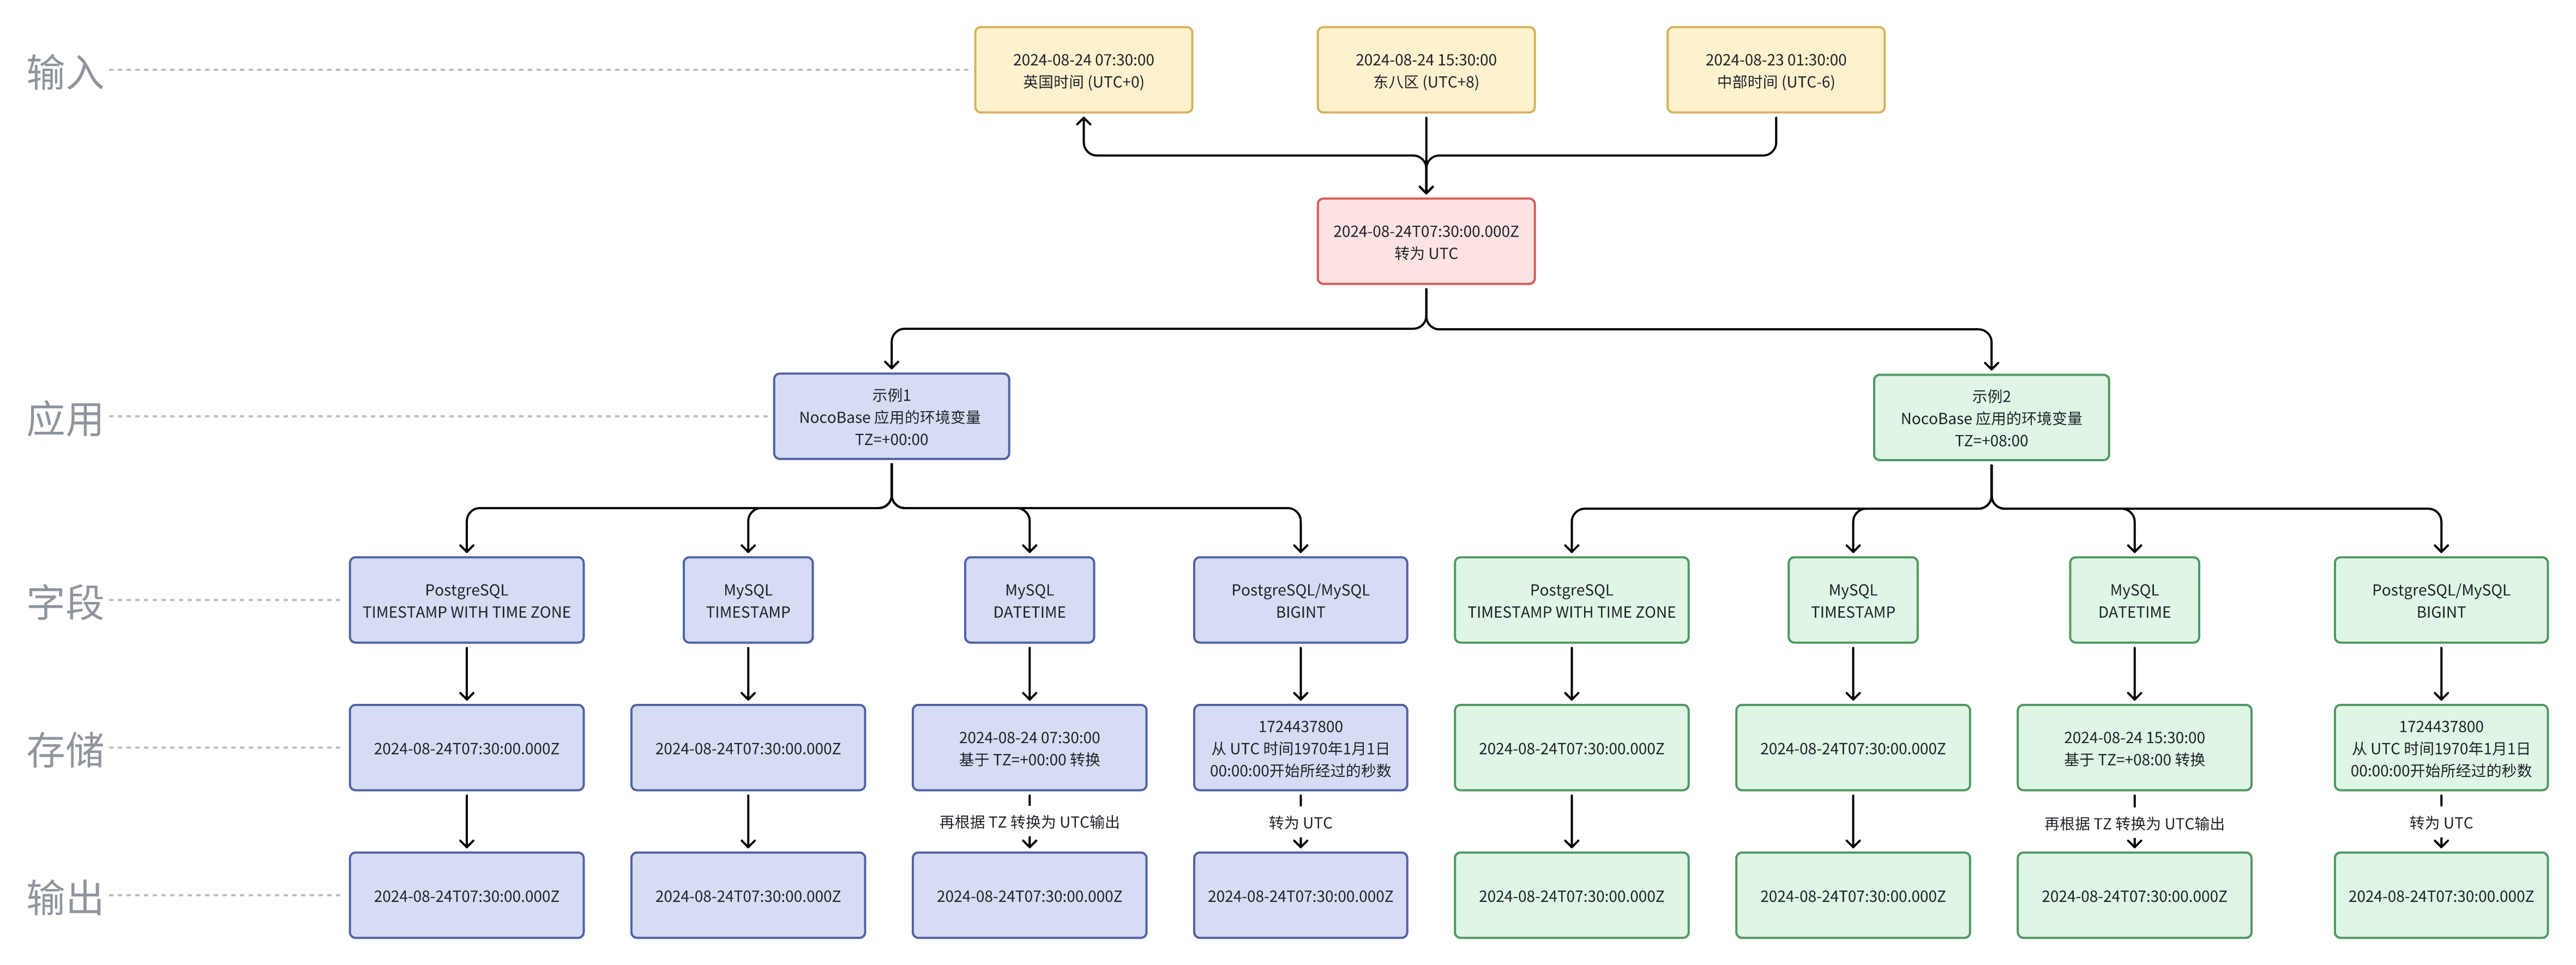 输入
2024-08-24 07:30:00
英国时间 (UTC+0)
2024-08-24 15:30:00
东八区 (UTC+8)
2024-08-23 01:30:00
中部时间 (UTC-6)
2024-08-24T07:30:00.000Z
转为 UTC
应用
示例1
NocoBase 应用的环境变量
TZ=+00:00
示例2
NocoBase 应用的环境变量
TZ=+08:00
字段
PostgreSQL
TIMESTAMP WITH TIME ZONE
MySQL
TIMESTAMP
MySQL
DATETIME
PostgreSQL/MySQL
BIGINT
PostgreSQL
TIMESTAMP WITH TIME ZONE
MySQL
TIMESTAMP
MySQL
DATETIME
PostgreSQL/MySQL
BIGINT
存储
2024-08-24T07:30:00.000Z
2024-08-24T07:30:00.000Z
2024-08-24 07:30:00
基于 TZ=+00:00 转换
1724437800
从 UTC 时间1970年1月1日
00:00:00开始所经过的秒数
2024-08-24T07:30:00.000Z
2024-08-24T07:30:00.000Z
2024-08-24 15:30:00
基于 TZ=+08:00 转换
1724437800
从 UTC 时间1970年1月1日
00:00:00开始所经过的秒数
再根据 TZ 转换为 UTC输出
转为 UTC
再根据 TZ 转换为 UTC输出
转为 UTC
输出
2024-08-24T07:30:00.000Z
2024-08-24T07:30:00.000Z
2024-08-24T07:30:00.000Z
2024-08-24T07:30:00.000Z
2024-08-24T07:30:00.000Z
2024-08-24T07:30:00.000Z
2024-08-24T07:30:00.000Z
2024-08-24T07:30:00.000Z